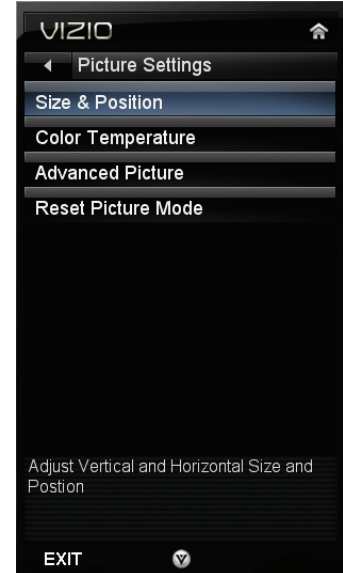 VIZIO
Picture Settings
Size & Position
Color Temperature
Advanced Picture
Reset Picture Mode
Adjust Vertical and Horizontal Size and
Postion
EXIT
V